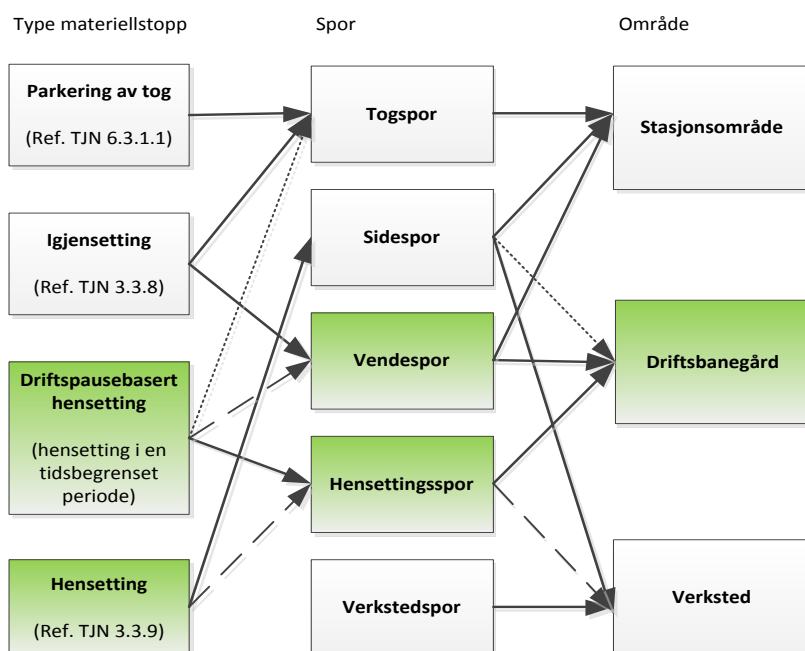 Type materiellstopp
Spor
Område
Parkering av tog
(Ref. TJN 6.3.1.1)
Togspor
Stasjonsområde
Igjensetting
(Ref. TJN 3.3.8)
Sidespor
Driftspausebasert
hensetting
(hensetting i en
tidsbegrenset
periode)
Vendespor
Driftsbanegård
Hensettingsspor
Hensetting
(Ref. TJN 3.3.9)
Verkstedspor
Verksted